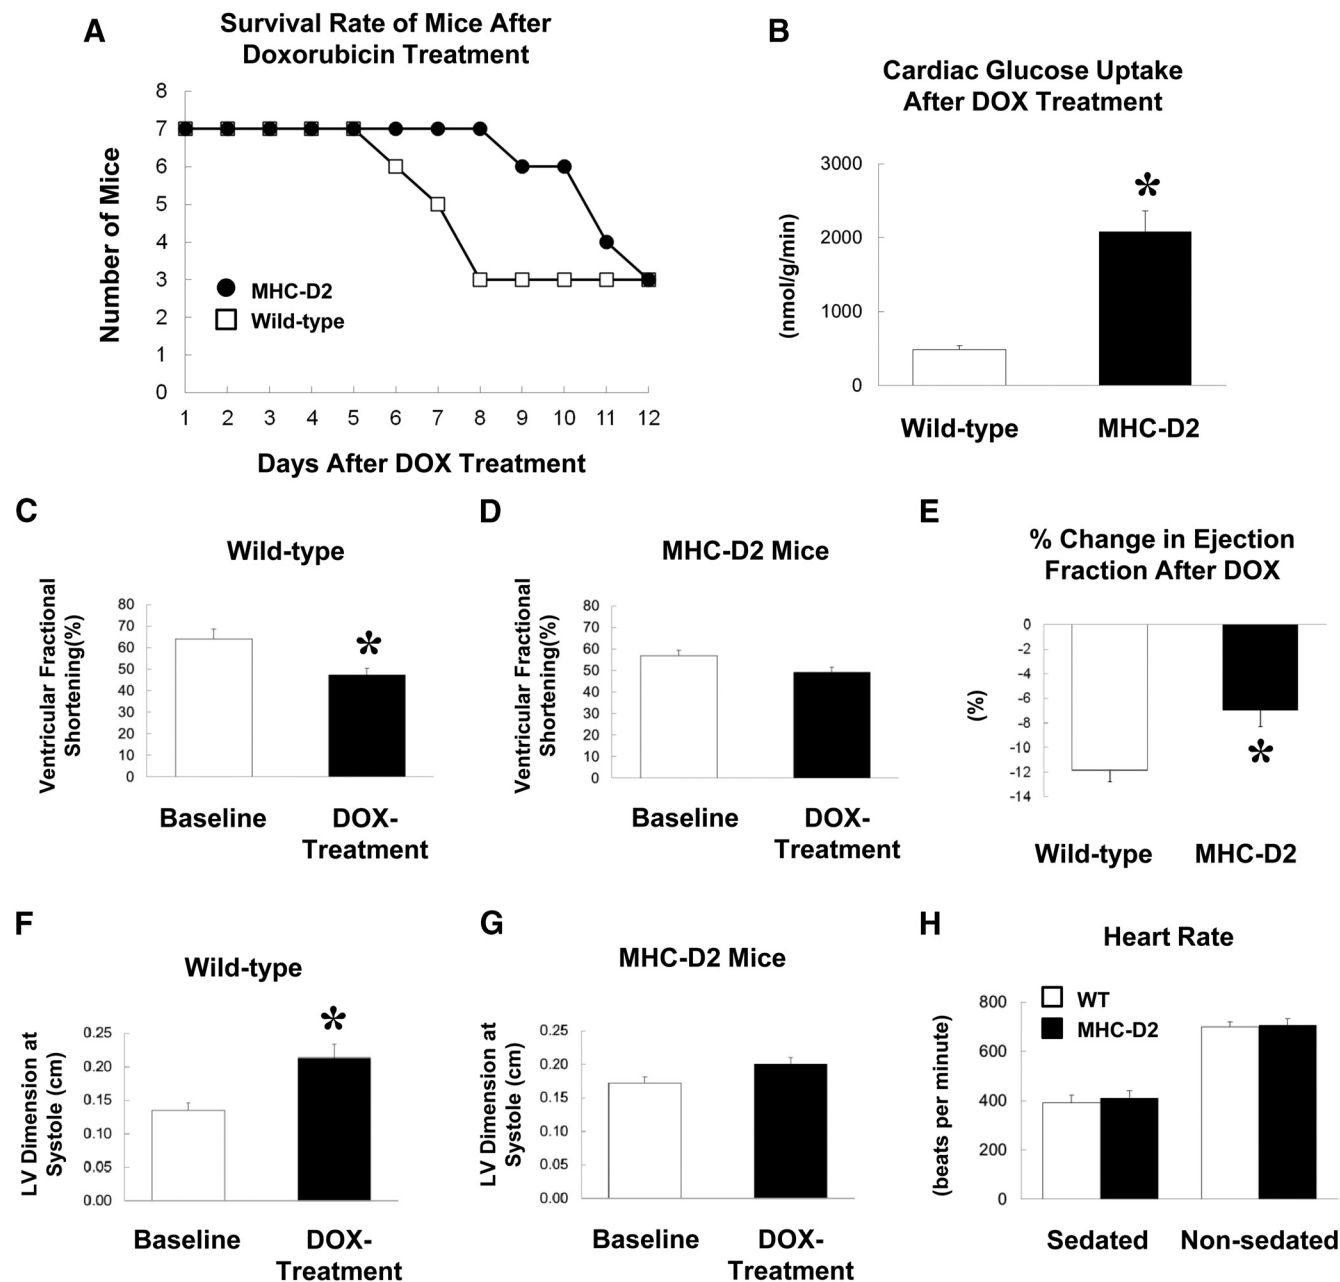 A
Survival Rate of Mice After
Doxorubicin Treatment
Number of Mice
8
7
6
5
4
3
2
1
0
MHC-D2
Wild-type
1 2 3 4 5 6 7 8 9 10 11 12
Days After DOX Treatment
B
Cardiac Glucose Uptake
After DOX Treatment
(nmol/g/min)
3000
2000
1000
0
*
Wild-type MHC-D2
C
Wild-type
Ventricular Fractional
Shortening(%)
80
70
60
50
40
30
20
10
0
*
Baseline DOX-
Treatment
D
MHC-D2 Mice
Ventricular Fractional
Shortening(%)
80
70
60
50
40
30
20
10
0
Baseline DOX-
Treatment
E
% Change in Ejection
Fraction After DOX
(%)
0
-2
-4
-6
-8
-10
-12
-14
*
Wild-type MHC-D2
F
Wild-type
LV Dimension at
Systole (cm)
0.25
0.20
0.15
0.10
0.05
0.00
*
Baseline DOX-
Treatment
G
MHC-D2 Mice
LV Dimension at
Systole (cm)
0.25
0.20
0.15
0.10
0.05
0.00
Baseline DOX-
Treatment
H
Heart Rate
(beats per minute)
800
600
400
200
0
WT
MHC-D2
Sedated Non-sedated